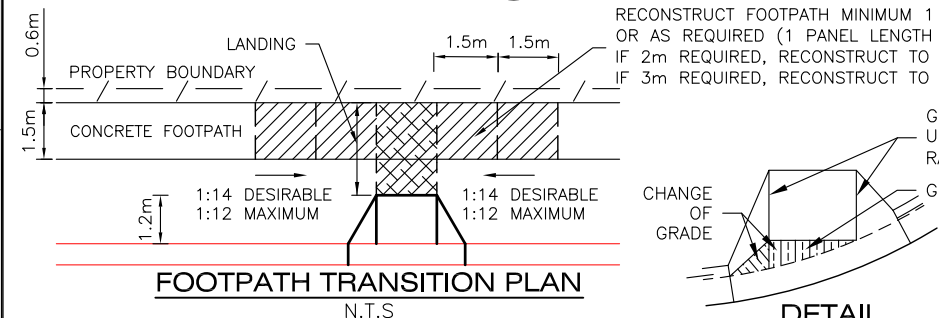 RECONSTRUCT FOOTPATH MINIMUM 1
OR AS REQUIRED (1 PANEL LENGTH
IF 2m REQUIRED, RECONSTRUCT TO
IF 3m REQUIRED, RECONSTRUCT TO
0.6m
LANDING
1.5m
1.5m
PROPERTY BOUNDARY
1.5m
CONCRETE FOOTPATH
1:14 DESIRABLE
1:12 MAXIMUM
1:14 DESIRABLE
1:12 MAXIMUM
1.2m
FOOTPATH TRANSITION PLAN
N.T.S
CHANGE
OF
GRADE
DETAIL